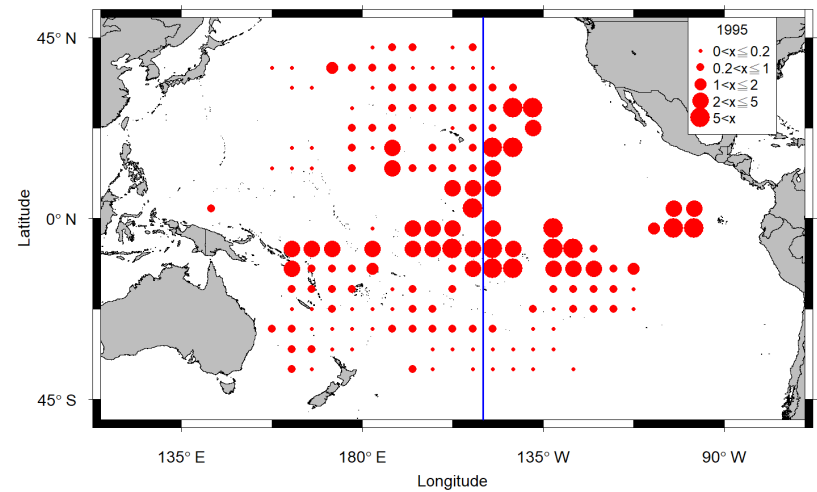 1995
0<x≦0.2
0.2<x≦1
1<x≦2
2<x≦5
5<x
45° N
0° N
45° S
Latitude
135° E
180° E
135° W
90° W
Longitude